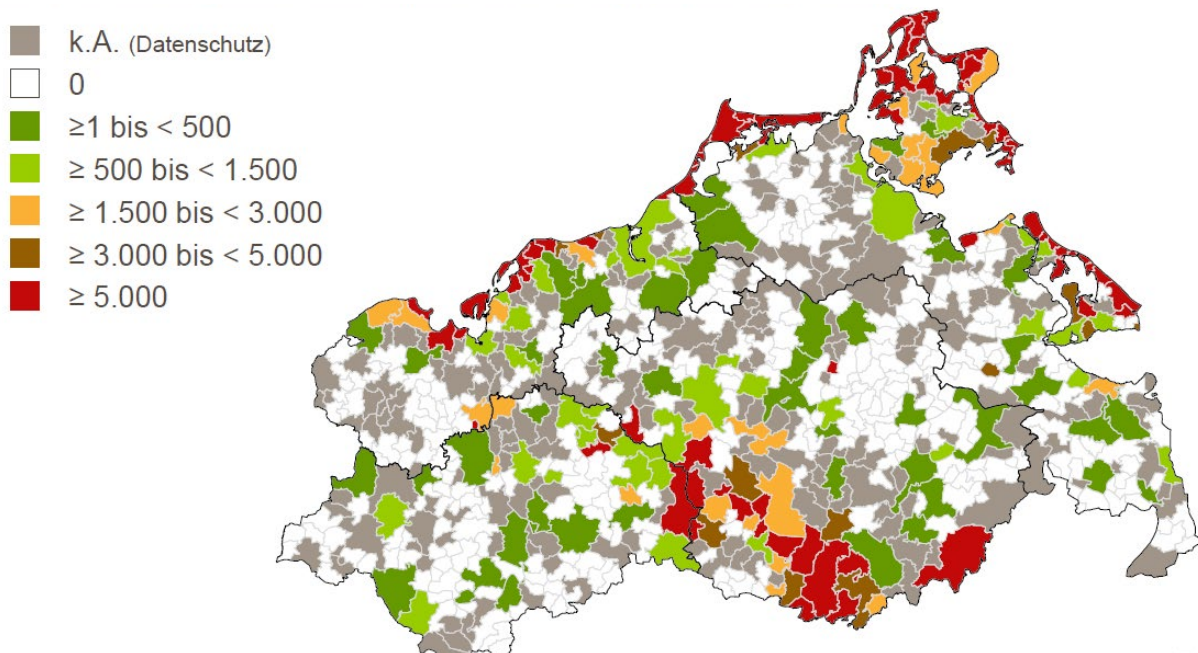 k.A. (Datenschutz)
0
≥1 bis < 500
≥ 500 bis < 1.500
≥ 1.500 bis < 3.000
≥ 3.000 bis < 5.000
≥ 5.000